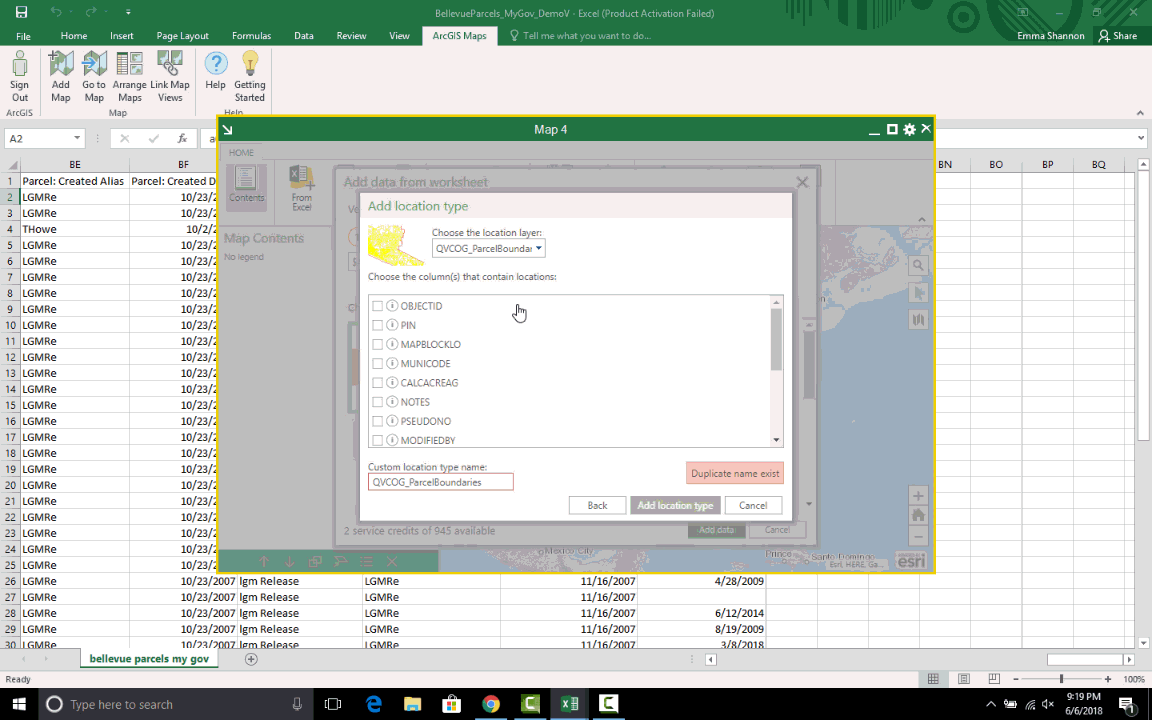 BellevueParcels_MyGov_DemoV - Excel (Product Activation Failed)
File Home Insert Page Layout Formulas Data Review View ArcGIS Maps Tell me what you want to do... Emma Shannon Share
Sign Out Add Map Go to Map Arrange Maps Link Map Views Help Getting Started
ArcGIS Map Help
A2 fx
Map 4
HOME
Contents From Excel
Map Contents
No legend
Add data from worksheet
Add location type
Choose the location layer:
QVCOG_ParcelBoundar
Choose the column(s) that contain locations:
OBJECTID
PIN
MAPBLOCKLO
MUNICODE
CALCACREAG
NOTES
PSEUDONO
MODIFIEDBY
Custom location type name:
QVCOG_ParcelBoundaries
Duplicate name exist
Back Add location type Cancel
2 service credits of 945 available Add data Cancel
Mexico City Prince Santo Domingo
Esri, HERE, Ga...
esri
BE BF BN BO BP BQ
1 Parcel: Created Alias Parcel: Created D
2 LGMRe 10/23/2
3 LGMRe 10/23/2
4 THowe 10/2/2
5 LGMRe 10/23/2
6 LGMRe 10/23/2
7 LGMRe 10/23/2
8 LGMRe 10/23/2
9 LGMRe 10/23/2
10 LGMRe 10/23/2
11 LGMRe 10/23/2
12 LGMRe 10/23/2
13 LGMRe 10/23/2
14 LGMRe 10/23/2
15 LGMRe 10/23/2
16 LGMRe 10/23/2
17 LGMRe 10/23/2
18 LGMRe 10/23/2
19 LGMRe 10/23/2
20 LGMRe 10/23/2
21 LGMRe 10/23/2
22 LGMRe 10/23/2
23 LGMRe 10/23/2
24 LGMRe 10/23/2
25 LGMRe 10/23/2
26 LGMRe 10/23/2007 lgm Release LGMRe 11/16/2007 4/28/2009
27 LGMRe 10/23/2007 lgm Release LGMRe 11/16/2007
28 LGMRe 10/23/2007 lgm Release LGMRe 11/16/2007 6/12/2014
29 LGMRe 10/23/2007 lgm Release LGMRe 11/16/2007 8/19/2009
30 LGMRe 10/23/2007 lgm Release LGMRe 11/16/2007 3/8/2018
bellevue parcels my gov
Ready 100%
Type here to search
9:19 PM
6/6/2018
1